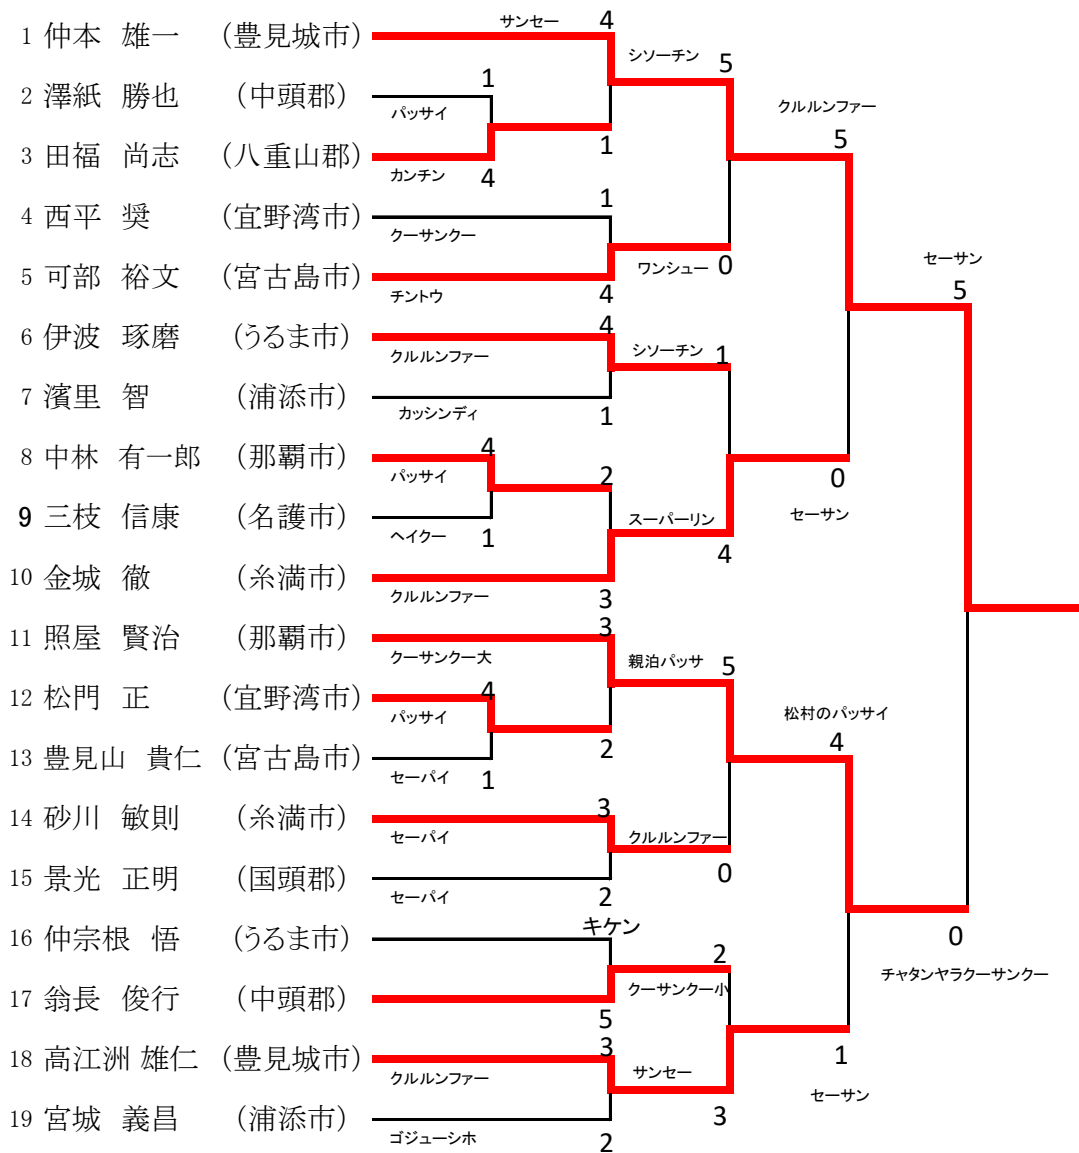 サンセー 4
1 仲本 雄一 (豊見城市)
シソーチン 5
1
2 澤紙 勝也 (中頭郡)
パッサイ
クルルンファー
5
1
3 田福 尚志 (八重山郡)
カンチン 4
1
4 西平 奨 (宜野湾市)
クーサンクー
ワンシュー 0
セーサン
5
5 可部 裕文 (宮古島市)
チントウ 4
4
6 伊波 琢磨 (うるま市)
クルルンファー
シソーチン 1
7 濱里 智 (浦添市)
カッシンディ 1
4
8 中林 有一郎 (那覇市)
パッサイ
2
0
9 三枝 信康 (名護市)
ヘイクー 1
スーパーリン 4
セーサン
10 金城 徹 (糸満市)
クルルンファー 3
3
11 照屋 賢治 (那覇市)
クーサンクー大
親泊パッサ 5
4
12 松門 正 (宜野湾市)
パッサイ
松村のパッサイ
4
2
13 豊見山 貴仁 (宮古島市)
セーパイ 1
3
14 砂川 敏則 (糸満市)
セーパイ
クルルンファー
0
15 景光 正明 (国頭郡)
セーパイ 2
キケン
16 仲宗根 悟 (うるま市)
2
0
チャタンヤラクーサンクー
17 翁長 俊行 (中頭郡)
クーサンクー小
5
3
18 高江洲 雄仁 (豊見城市)
クルルンファー
サンセー 3
1
セーサン
19 宮城 義昌 (浦添市)
ゴジューシホ 2